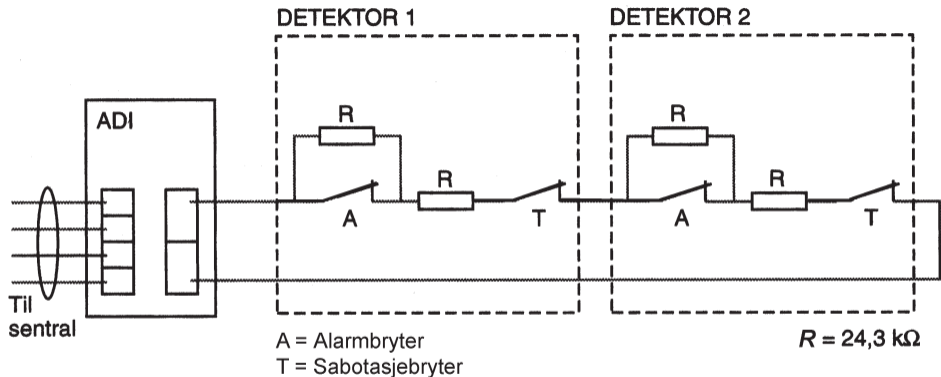 DETEKTOR 1
DETEKTOR 2
ADI
R
R
A
T
R
R
A
T
Til
sentral
A = Alarmbryter
T = Sabotasjebryter
R = 24,3 kΩ